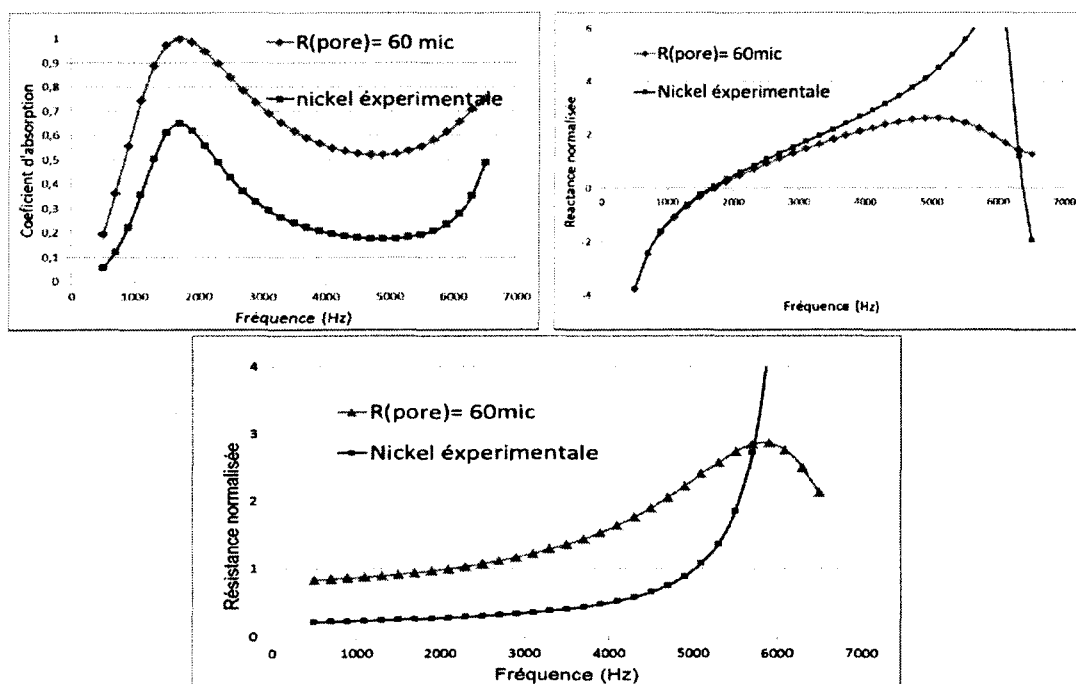 Coeficient d'absorption
1
0,9
0,8
0,7
0,6
0,5
0,4
0,3
0,2
0,1
0
R(pore)= 60 mic
nickel éxperimentale
0 1000 2000 3000 4000 5000 6000 7000
Fréquence (Hz)
Reactance normalisée
6
4
2
0
-2
-4
R(pore)= 60mic
Nickel éxperimentale
1000 2000 3000 4000 5000 6000 7000
Fréquence (Hz)
Résistance normalisée
4
3
2
1
0
R(pore)= 60mic
Nickel éxperimentale
1000 2000 3000 4000 5000 6000 7000
Fréquence (Hz)